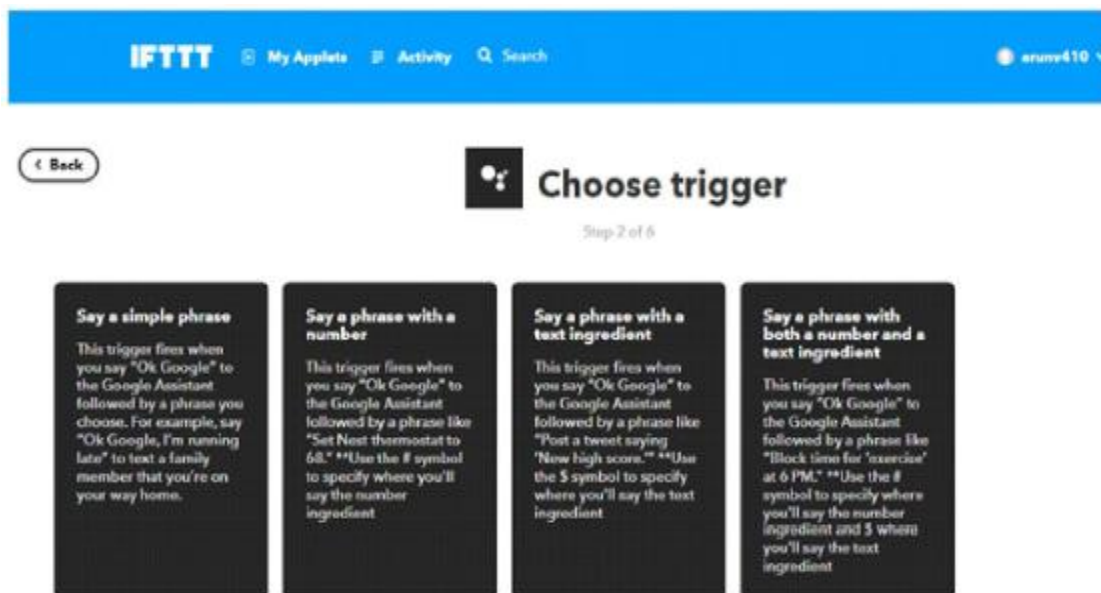 IFTTT My Applets Activity Search arunv410
Back
Choose trigger
Step 2 of 6
Say a simple phrase
This trigger fires when
you say "Ok Google" to
the Google Assistant
followed by a phrase you
choose. For example, say
"Ok Google, I'm running
late" to text a family
member that you're on
your way home.
Say a phrase with a
number
This trigger fires when
you say "Ok Google" to
the Google Assistant
followed by a phrase like
"Set Nest thermostat to
68." **Use the # symbol
to specify where you'll
say the number
ingredient
Say a phrase with a
text ingredient
This trigger fires when
you say "Ok Google" to
the Google Assistant
followed by a phrase like
"Post a tweet saying
'New high score.'" **Use
the $ symbol to specify
where you'll say the text
ingredient
Say a phrase with
both a number and a
text ingredient
This trigger fires when
you say "Ok Google" to
the Google Assistant
followed by a phrase like
"Block time for 'exercise'
at 6 PM." **Use the #
symbol to specify where
you'll say the number
ingredient and $ where
you'll say the text
ingredient